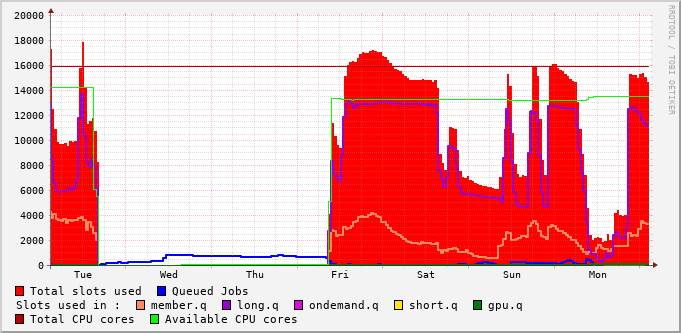 20000
18000
16000
14000
12000
10000
8000
6000
4000
2000
0
Tue Wed Thu Fri Sat Sun Mon
RRDTOOL / TOBI OETIKER
Total slots used Queued Jobs
Slots used in : member.q long.q ondemand.q short.q gpu.q
Total CPU cores Available CPU cores